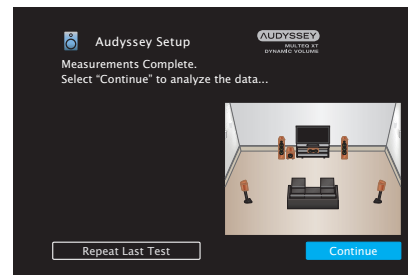 Audyssey Setup
AUDYSSEY
MULTEQ XT
DYNAMIC VOLUME
Measurements Complete.
Select “Continue” to analyze the data...
Repeat Last Test
Continue